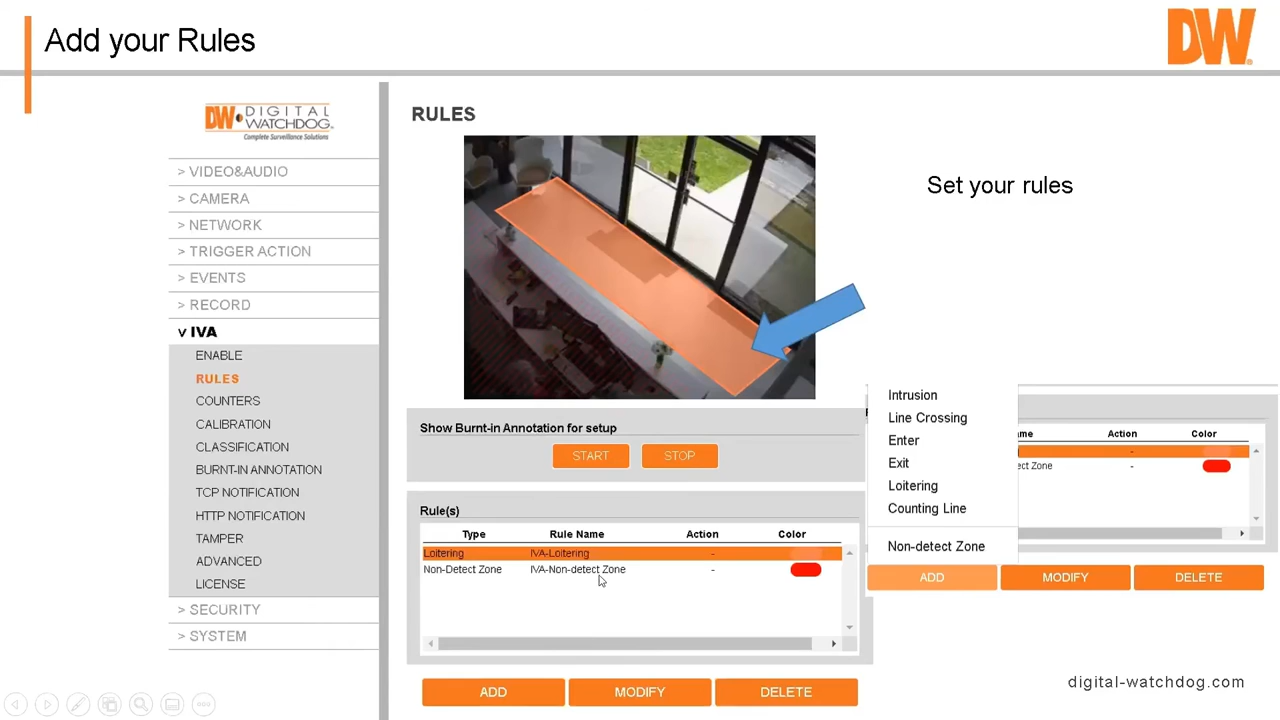 Add your Rules
DW
DW DIGITAL
WATCHDOG
Complete Surveillance Solutions
> VIDEO&AUDIO
> CAMERA
> NETWORK
> TRIGGER ACTION
> EVENTS
> RECORD
v IVA
ENABLE
RULES
COUNTERS
CALIBRATION
CLASSIFICATION
BURNT-IN ANNOTATION
TCP NOTIFICATION
HTTP NOTIFICATION
TAMPER
ADVANCED
LICENSE
> SECURITY
> SYSTEM
RULES
Show Burnt-in Annotation for setup
START STOP
Rule(s)
Type Rule Name Action Color
Loitering IVA-Loitering -
Non-Detect Zone IVA-Non-detect Zone -
ADD MODIFY DELETE
Set your rules
Intrusion
Line Crossing
Enter
Exit
Loitering
Counting Line
Non-detect Zone
ame Action Color
-
ect Zone -
ADD MODIFY DELETE
digital-watchdog.com